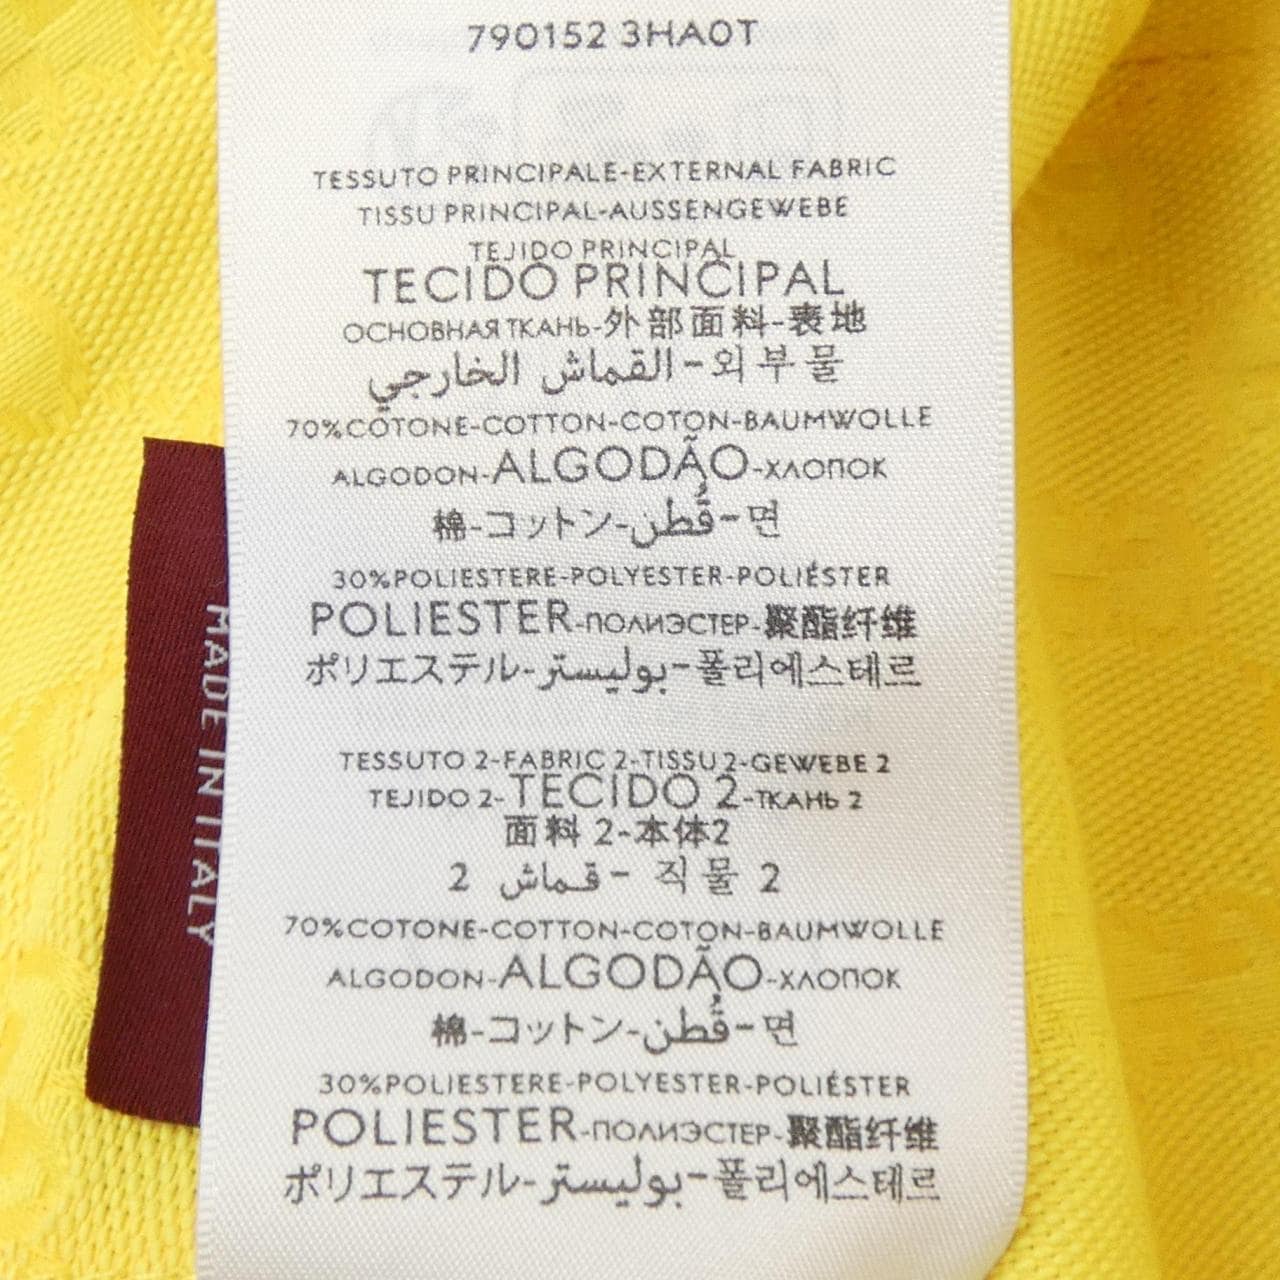 790152 3HA0T
TESSUTO PRINCIPALE-EXTERNAL FABRIC
TISSU PRINCIPAL-AUSSENGEWEBE
TEJIDO PRINCIPAL
TECIDO PRINCIPAL
ОСНОВНАЯ ТКАНЬ-外部面料-表地
القماش الخارجي-외부물
70%COTONE-COTTON-COTON-BAUMWOLLE
ALGODON-ALGODÃO-ХЛОПОК
棉-コットン-قُطن-면
30%POLIESTERE-POLYESTER-POLIÉSTER
POLIESTER-ПОЛИЭСТЕР-聚酯纤维
ポリエステル-بوليستر-폴리에스테르
TESSUTO 2-FABRIC 2-TISSU 2-GEWEBE 2
TEJIDO 2-TECIDO 2-ТКАНЬ 2
面料 2-本体2
2 قماش - 직물 2
70%COTONE-COTTON-COTON-BAUMWOLLE
ALGODON-ALGODÃO-ХЛОПОК
棉-コットン-قُطن-면
30%POLIESTERE-POLYESTER-POLIÉSTER
POLIESTER-ПОЛИЭСТЕР-聚酯纤维
ポリエステル-بوليستر-폴리에스테르
MADE IN ITALY